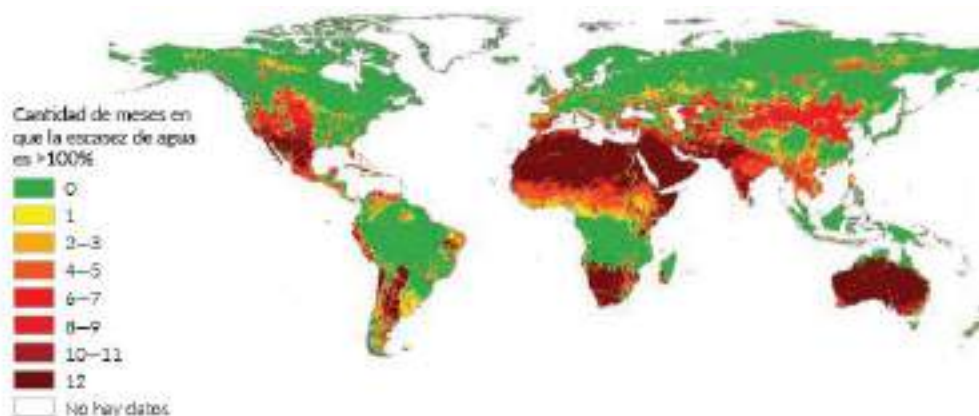 Cantidad de meses en
que la escasez de agua
es >100%
0
1
2—3
4—5
6—7
8—9
10—11
12
No hay datos